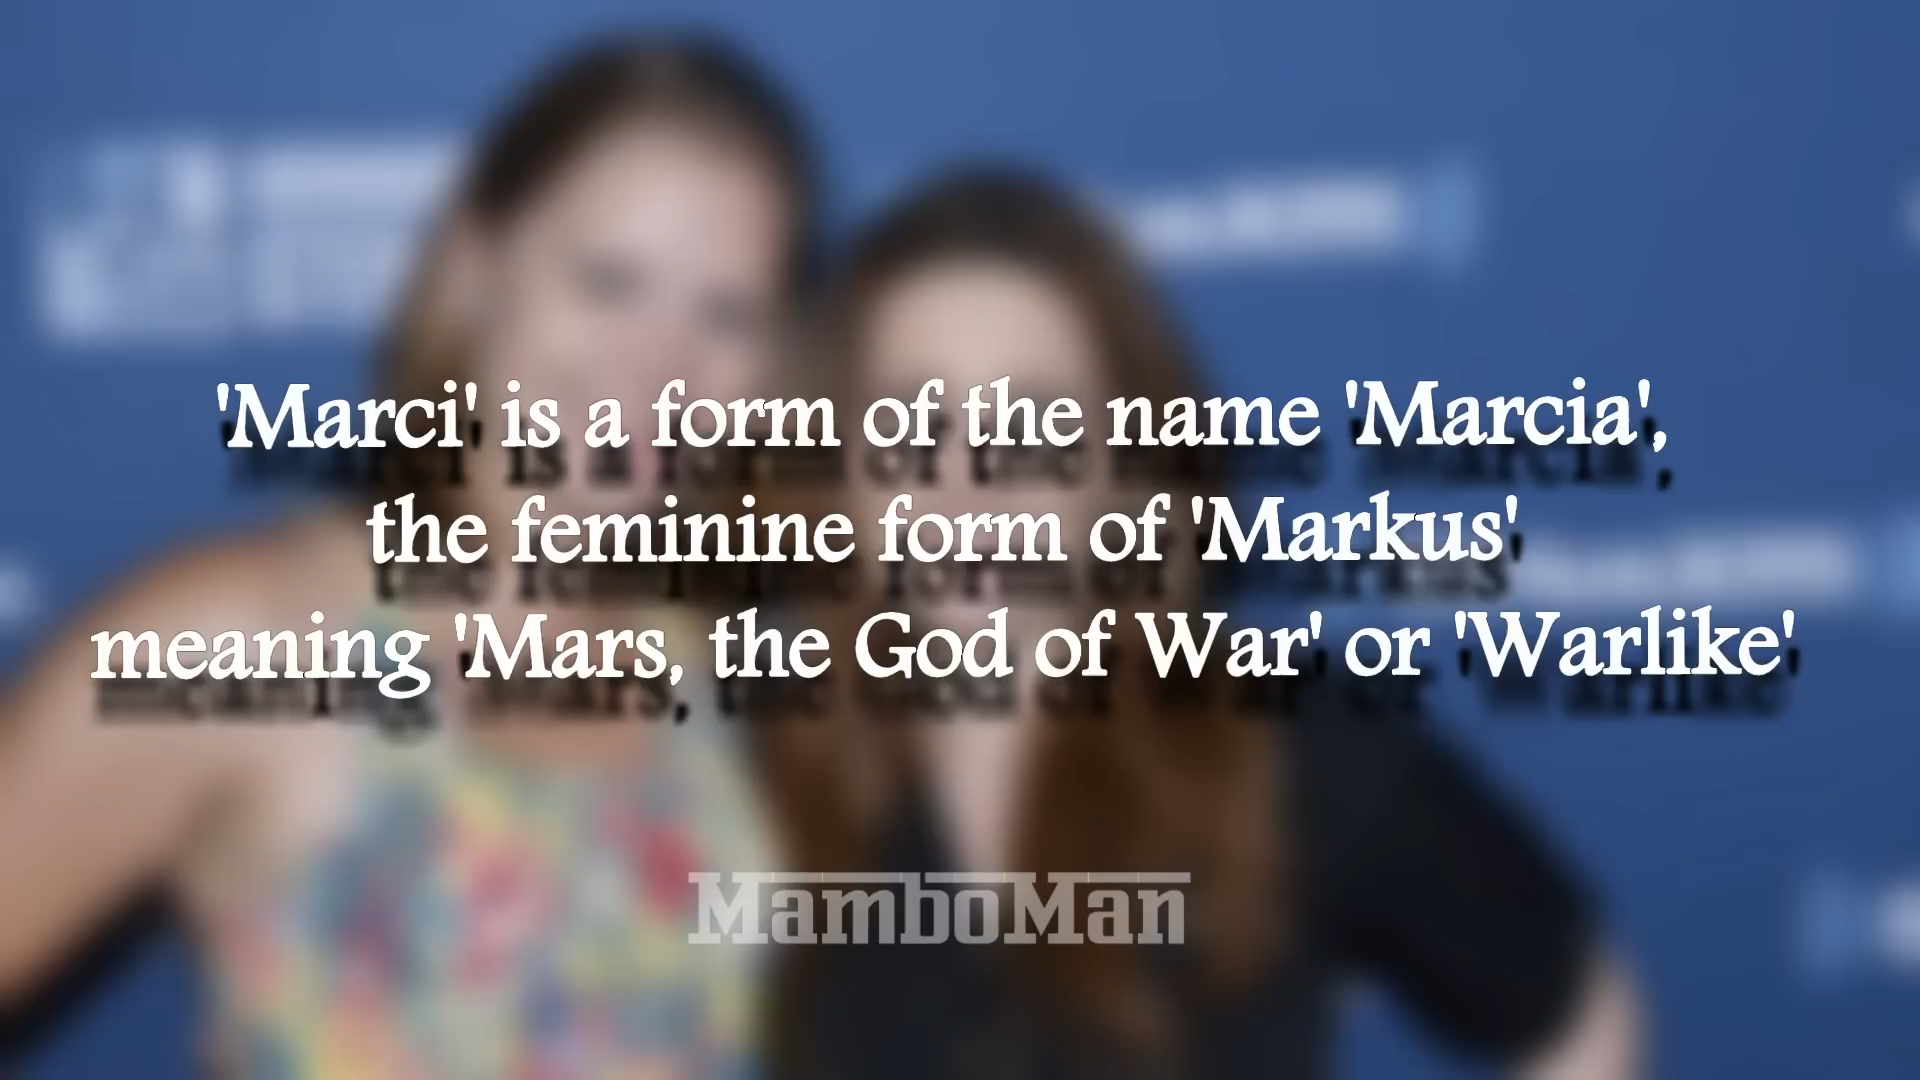 'Marci' is a form of the name 'Marcia',
the feminine form of 'Markus'
meaning 'Mars, the God of War' or 'Warlike'
MamboMan